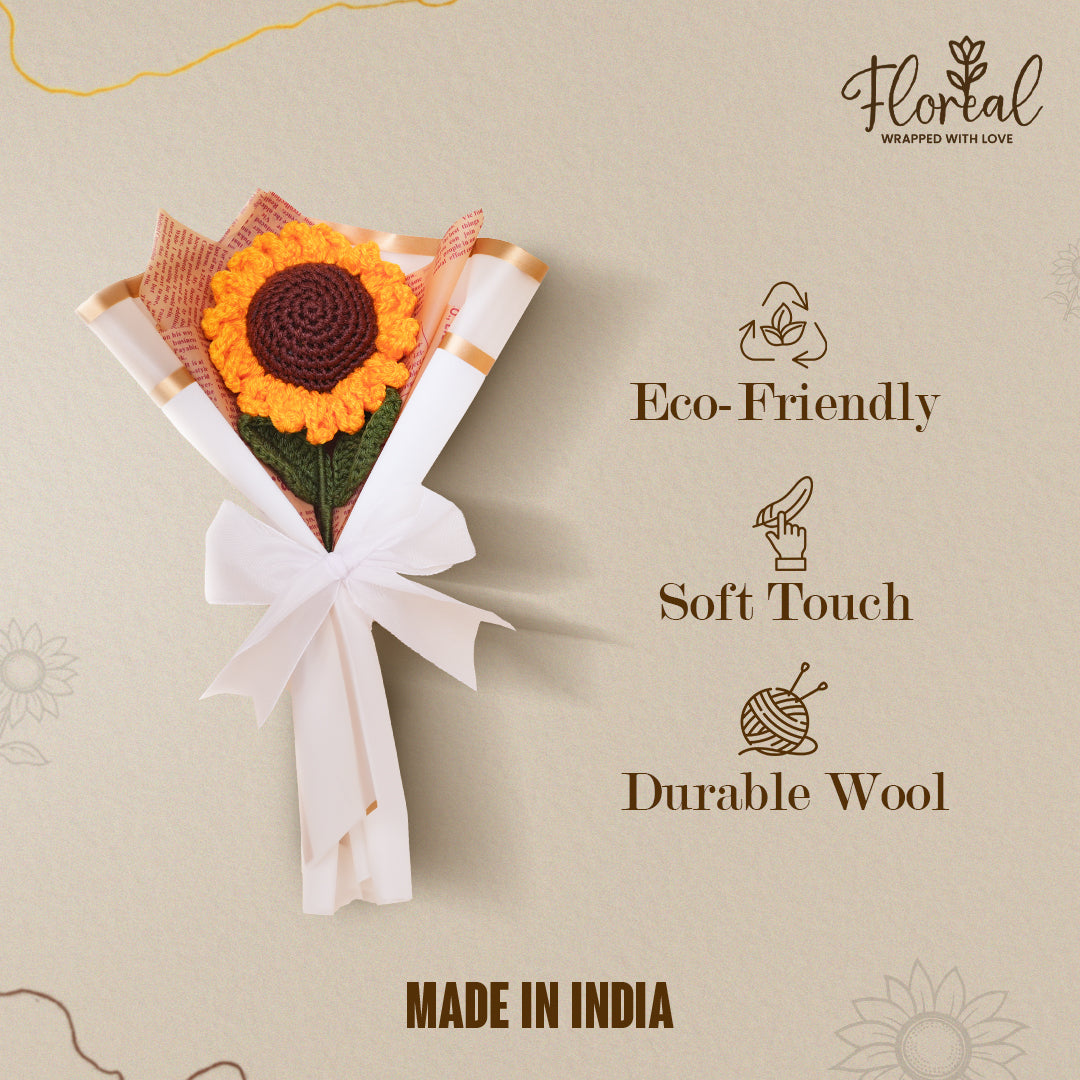 Floreal
WRAPPED WITH LOVE
Eco-Friendly
Soft Touch
Durable Wool
MADE IN INDIA